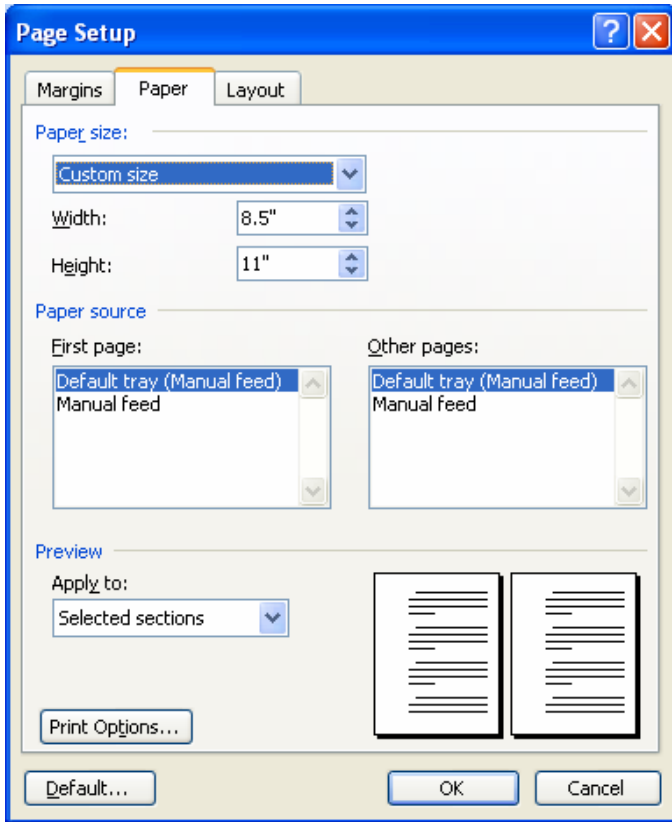 Page Setup
Margins Paper Layout
Paper size:
Custom size
Width: 8.5"
Height: 11"
Paper source
First page: Other pages:
Default tray (Manual feed) Default tray (Manual feed)
Manual feed Manual feed
Preview
Apply to:
Selected sections
Print Options...
Default... OK Cancel